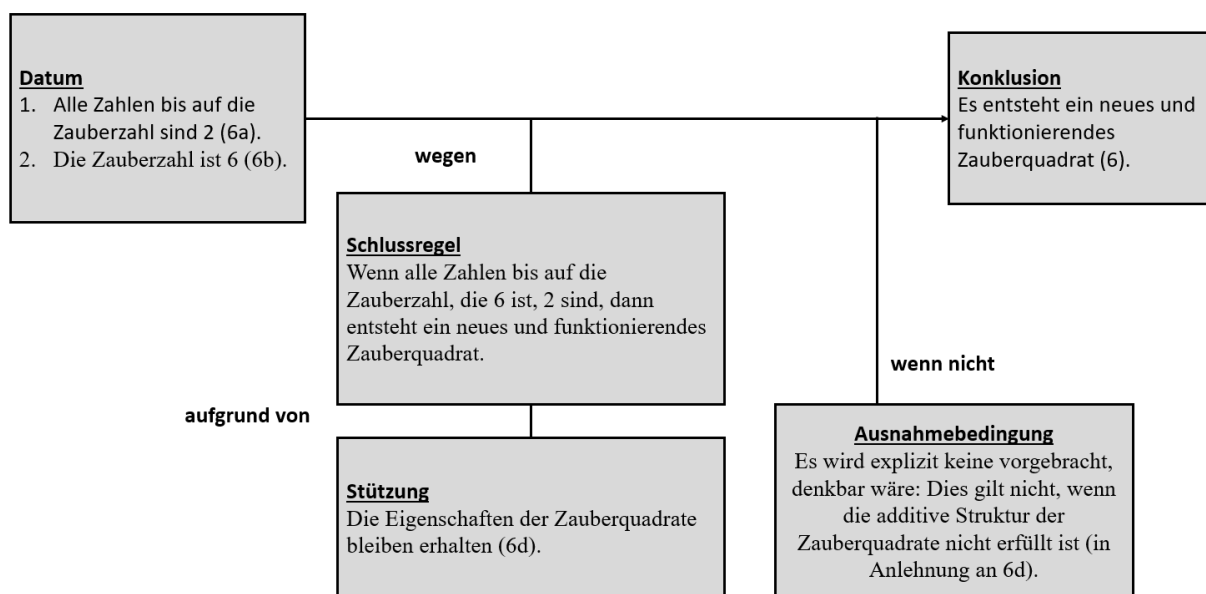 Datum
1. Alle Zahlen bis auf die
Zauberzahl sind 2 (6a).
2. Die Zauberzahl ist 6 (6b).
Konklusion
Es entsteht ein neues und
funktionierendes
Zauberquadrat (6).
wegen
Schlussregel
Wenn alle Zahlen bis auf die
Zauberzahl, die 6 ist, 2 sind, dann
entsteht ein neues und funktionierendes
Zauberquadrat.
wenn nicht
aufgrund von
Stützung
Die Eigenschaften der Zauberquadrate
bleiben erhalten (6d).
Ausnahmebedingung
Es wird explizit keine vorgebracht,
denkbar wäre: Dies gilt nicht, wenn
die additive Struktur der
Zauberquadrate nicht erfüllt ist (in
Anlehnung an 6d).